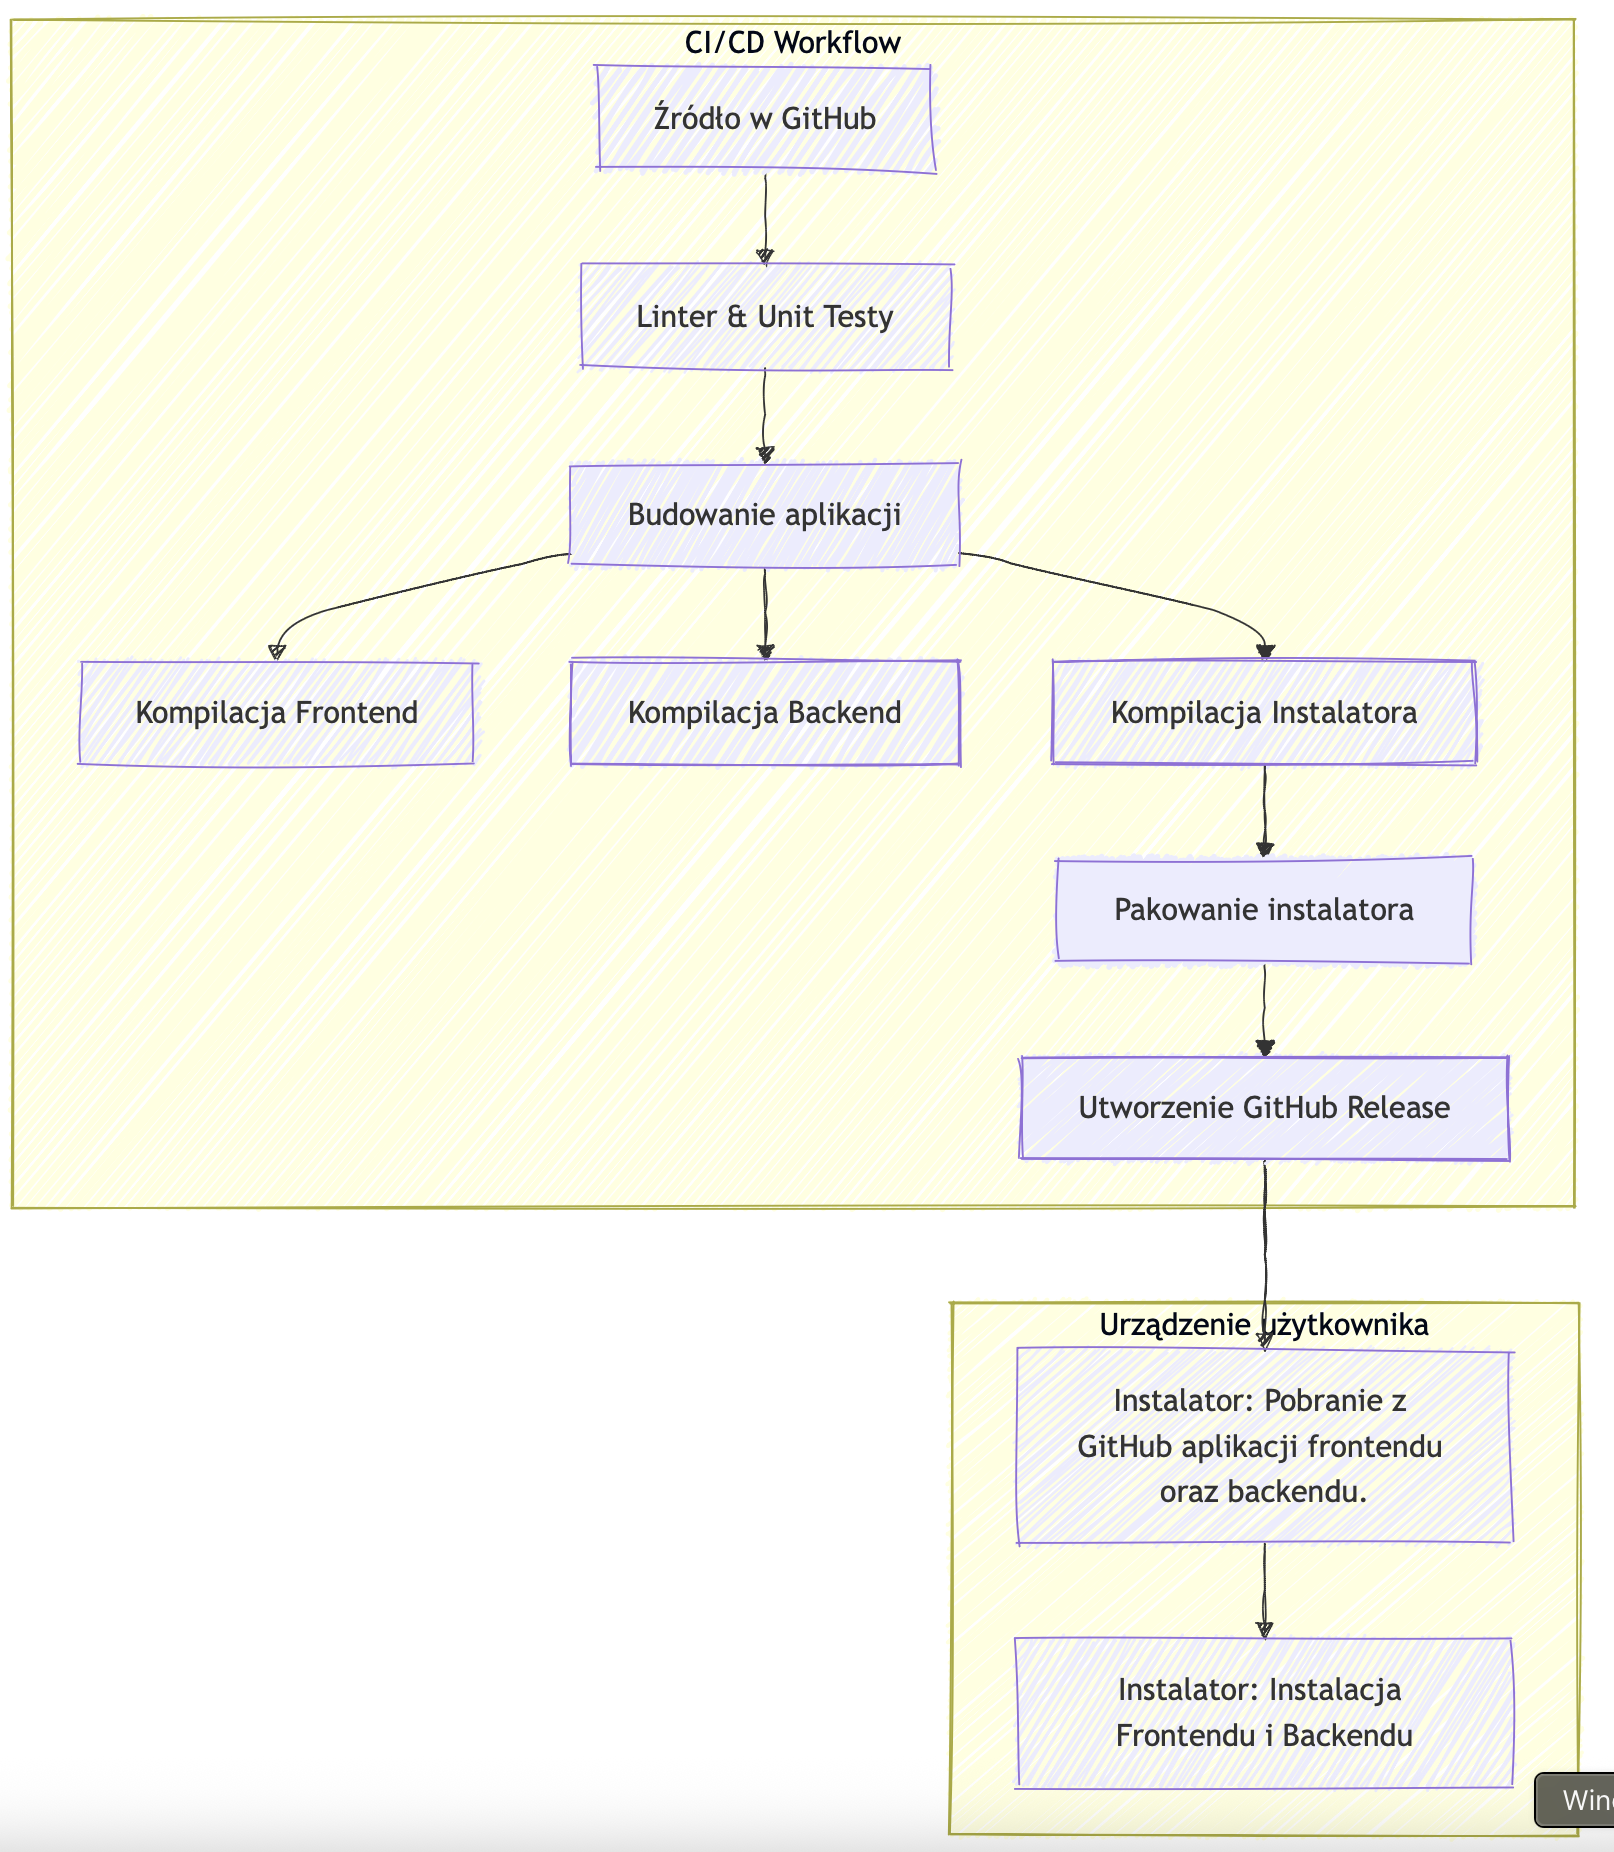 CI/CD Workflow
Źródło w GitHub
Linter & Unit Testy
Budowanie aplikacji
Kompilacja Frontend
Kompilacja Backend
Kompilacja Instalatora
Pakowanie instalatora
Utworzenie GitHub Release
Urządzenie użytkownika
Instalator: Pobranie z
GitHub aplikacji frontendu
oraz backendu.
Instalator: Instalacja
Frontendu i Backendu